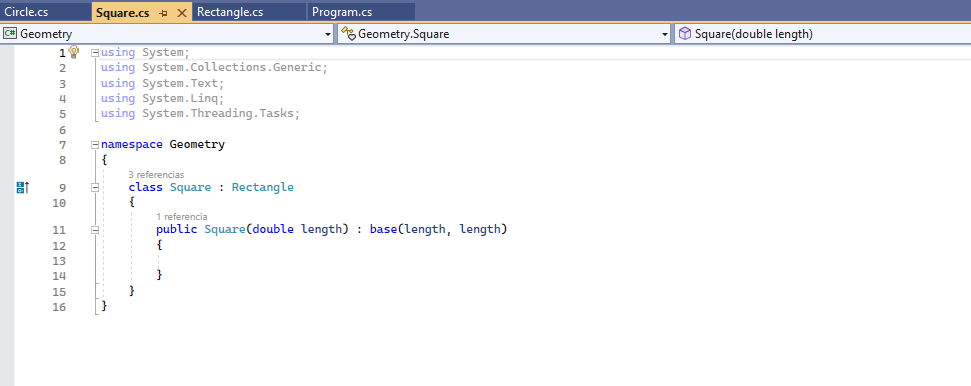 Circle.cs Square.cs Rectangle.cs Program.cs
C# Geometry Geometry.Square Square(double length)
1 using System;
2 using System.Collections.Generic;
3 using System.Text;
4 using System.Linq;
5 using System.Threading.Tasks;
6
7 namespace Geometry
8 {
3 referencias
9 class Square : Rectangle
10 {
1 referencia
11 public Square(double length) : base(length, length)
12 {
13
14 }
15 }
16 }